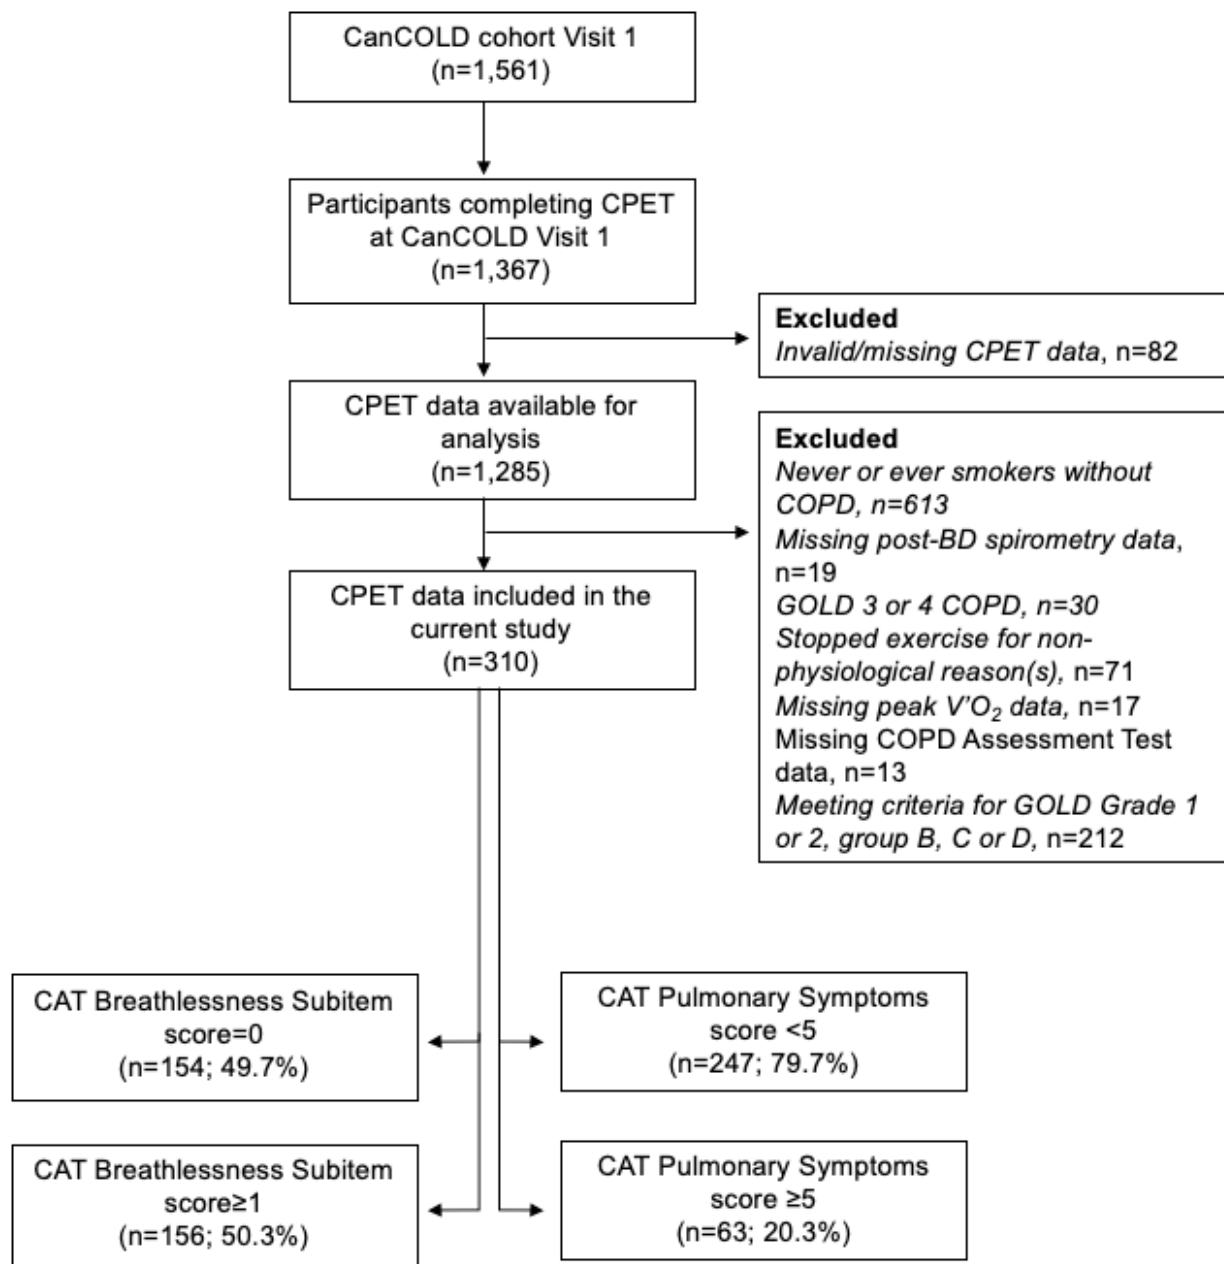 CanCOLD cohort Visit 1
(n=1,561)
Participants completing CPET
at CanCOLD Visit 1
(n=1,367)
Excluded
Invalid/missing CPET data, n=82
CPET data available for
analysis
(n=1,285)
Excluded
Never or ever smokers without
COPD, n=613
Missing post-BD spirometry data,
n=19
GOLD 3 or 4 COPD, n=30
Stopped exercise for non-
physiological reason(s), n=71
Missing peak V'O2 data, n=17
Missing COPD Assessment Test
data, n=13
Meeting criteria for GOLD Grade 1
or 2, group B, C or D, n=212
CPET data included in the
current study
(n=310)
CAT Breathlessness Subitem
score=0
(n=154; 49.7%)
CAT Pulmonary Symptoms
score <5
(n=247; 79.7%)
CAT Breathlessness Subitem
score≥1
(n=156; 50.3%)
CAT Pulmonary Symptoms
score ≥5
(n=63; 20.3%)